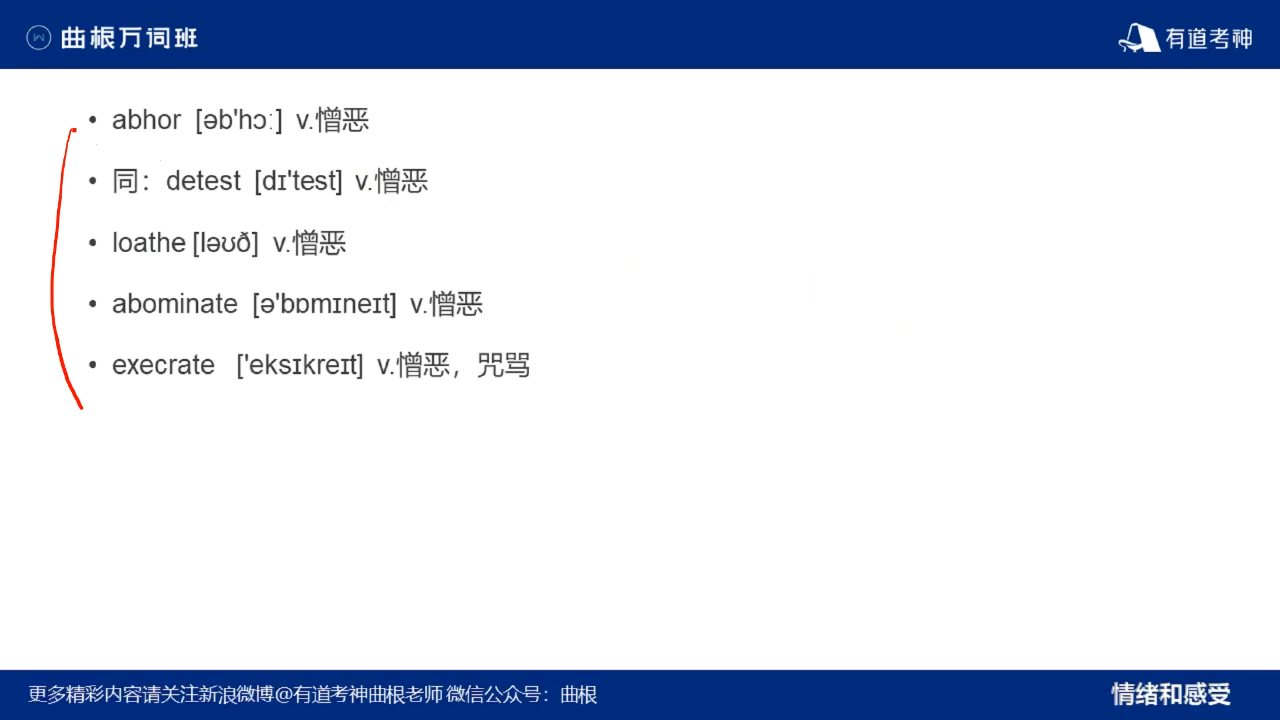 曲根万词班
有道考神
• abhor [əb'hɔː] v.憎恶
• 同：detest [dɪ'test] v.憎恶
• loathe [ləʊð] v.憎恶
• abominate [ə'bɒmɪneɪt] v.憎恶
• execrate ['eksɪkreɪt] v.憎恶，咒骂
更多精彩内容请关注新浪微博@有道考神曲根老师 微信公众号：曲根
情绪和感受